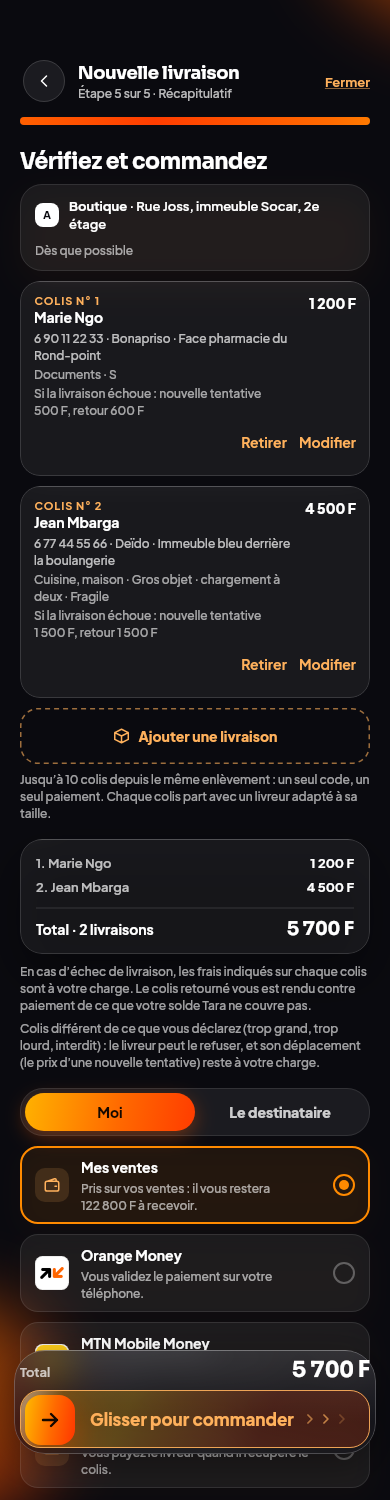 Nouvelle livraison
Étape 5 sur 5 · Récapitulatif
Fermer
Vérifiez et commandez
A
Boutique · Rue Joss, immeuble Socar, 2e
étage
Dès que possible
COLIS N° 1
1 200 F
Marie Ngo
6 90 11 22 33 · Bonapriso · Face pharmacie du
Rond-point
Documents · S
Si la livraison échoue : nouvelle tentative
500 F, retour 600 F
Retirer Modifier
COLIS N° 2
4 500 F
Jean Mbarga
6 77 44 55 66 · Deïdo · Immeuble bleu derrière
la boulangerie
Cuisine, maison · Gros objet · chargement à
deux · Fragile
Si la livraison échoue : nouvelle tentative
1 500 F, retour 1 500 F
Retirer Modifier
Ajouter une livraison
Jusqu'à 10 colis depuis le même enlèvement : un seul code, un
seul paiement. Chaque colis part avec un livreur adapté à sa
taille.
1. Marie Ngo 1 200 F
2. Jean Mbarga 4 500 F
Total · 2 livraisons 5 700 F
En cas d'échec de livraison, les frais indiqués sur chaque colis
sont à votre charge. Le colis retourné vous est rendu contre
paiement de ce que votre solde Tara ne couvre pas.
Colis différent de ce que vous déclarez (trop grand, trop
lourd, interdit) : le livreur peut le refuser, et son déplacement
(le prix d'une nouvelle tentative) reste à votre charge.
Moi Le destinataire
Mes ventes
Pris sur vos ventes : il vous restera
122 800 F à recevoir.
Orange Money
Vous validez le paiement sur votre
téléphone.
MTN Mobile Money
Total 5 700 F
Glisser pour commander
Vous payez le livreur quand il récupère le
colis.